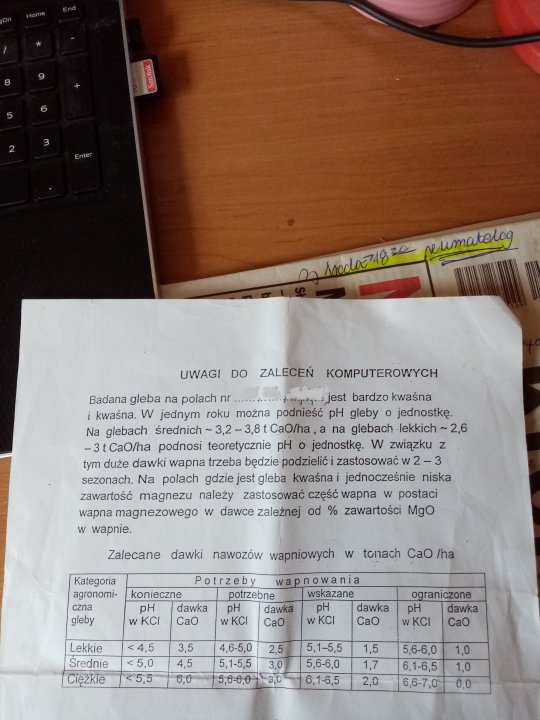 Home
End
Enter
SanDisk
reumatolog
UWAGI DO ZALECEŃ KOMPUTEROWYCH
Badana gleba na polach nr jest bardzo kwaśna
i kwaśna. W jednym roku można podnieść pH gleby o jednostkę.
Na glebach średnich ~ 3,2 – 3,8 t CaO/ha , a na glebach lekkich ~ 2,6
– 3 t CaO/ha podnosi teoretycznie pH o jednostkę. W związku z
tym duże dawki wapna trzeba będzie podzielić i zastosować w 2 – 3
sezonach. Na polach gdzie jest gleba kwaśna i jednocześnie niska
zawartość magnezu należy zastosować część wapna w postaci
wapna magnezowego w dawce zależnej od % zawartości MgO
w wapnie.
Zalecane dawki nawozów wapniowych w tonach CaO /ha
Kategoria agronomi- czna gleby Potrzeby wapnowania
konieczne potrzebne wskazane ograniczone
pH w KCl dawka CaO pH w KCl dawka CaO pH w KCl dawka CaO pH w KCl dawka CaO
Lekkie < 4,5 3,5 4,6-5,0 2,5 5,1–5,5 1,5 5,6-6,0 1,0
Średnie < 5,0 4,5 5,1-5,5 3,0 5,6-6,0 1,7 6,1-6,5 1,0
Ciężkie < 5,5 6,0 5,6-6,0 3,0 6,1-6,5 2,0 6,6-7,0 0,0